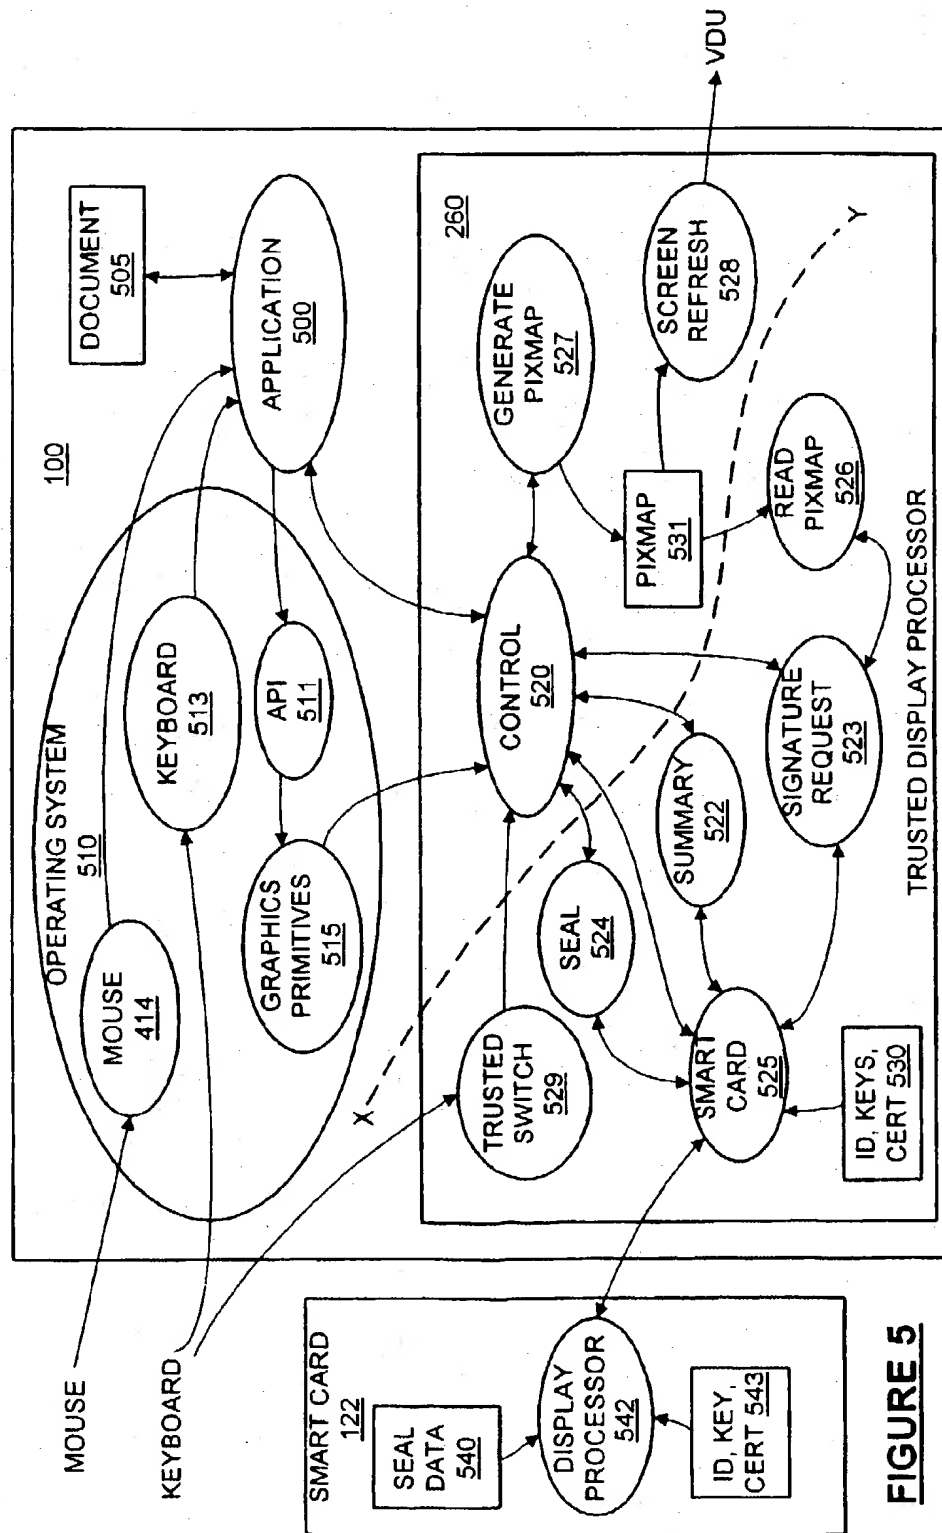 MOUSE
KEYBOARD
100
OPERATING SYSTEM
510
MOUSE
414
KEYBOARD
513
API
511
GRAPHICS
PRIMITIVES
515
DOCUMENT
505
APPLICATION
500
X
260
TRUSTED
SWITCH
529
SEAL
524
CONTROL
520
GENERATE
PIXMAP
527
PIXMAP
531
SCREEN
REFRESH
528
VDU
Y
READ
PIXMAP
526
SUMMARY
522
SIGNATURE
REQUEST
523
SMART
CARD
525
ID, KEYS,
CERT 530
TRUSTED DISPLAY PROCESSOR
SMART CARD
122
SEAL
DATA
540
DISPLAY
PROCESSOR
542
ID, KEY,
CERT 543
FIGURE 5